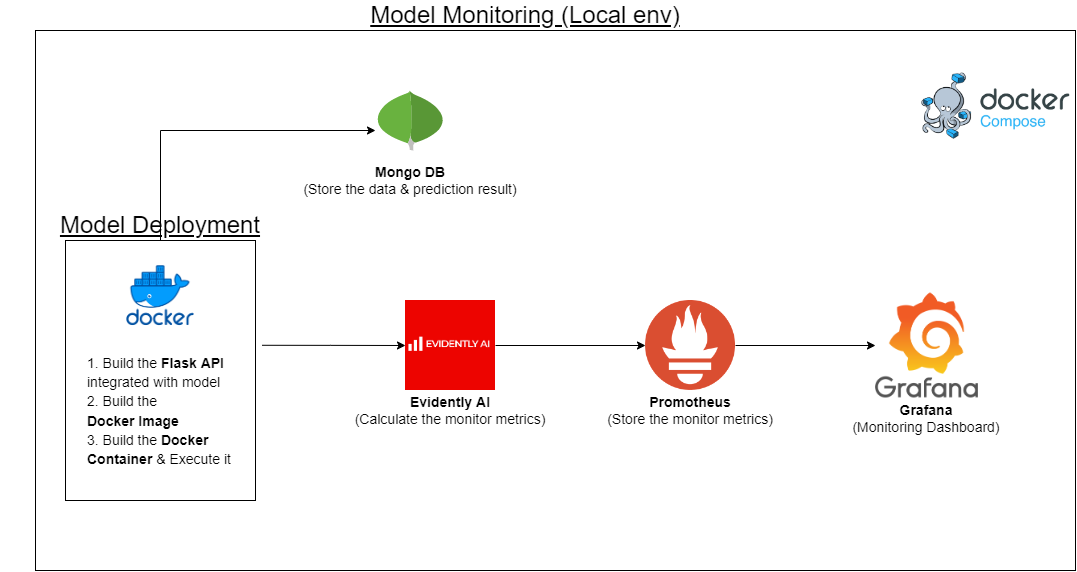 Model Monitoring (Local env)
docker
Compose
Mongo DB
(Store the data & prediction result)
Model Deployment
docker
1. Build the Flask API
integrated with model
2. Build the
Docker Image
3. Build the Docker
Container & Execute it
EVIDENTLY AI
Evidently AI
(Calculate the monitor metrics)
Promotheus
(Store the monitor metrics)
Grafana
Grafana
(Monitoring Dashboard)